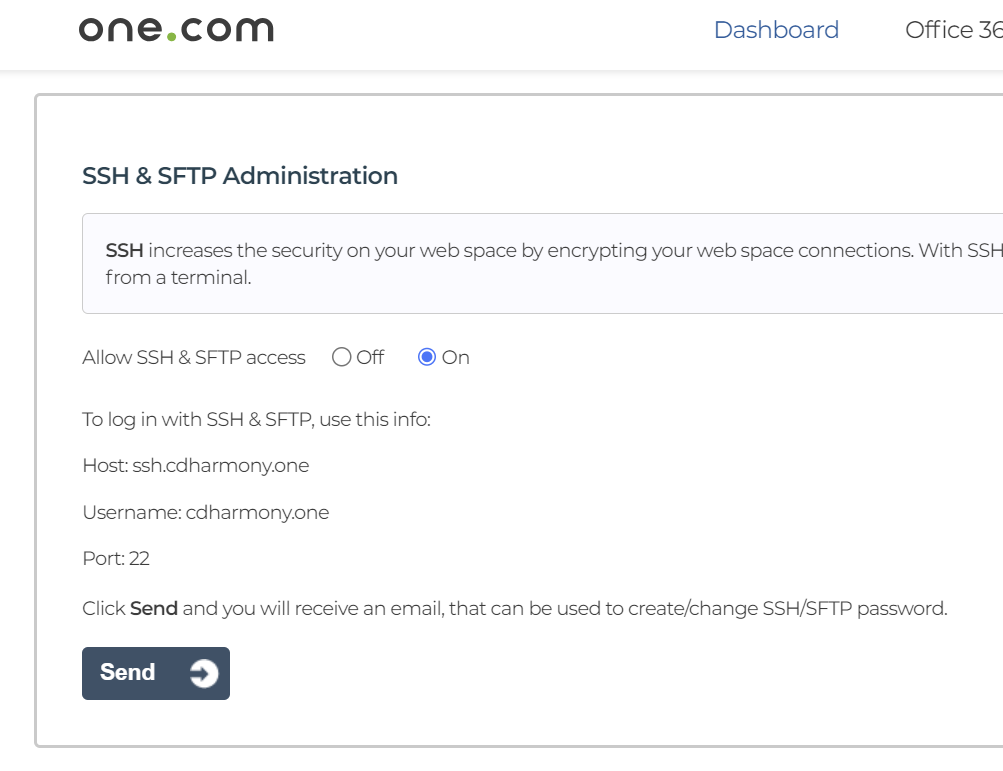 one.com
Dashboard
Office 36
SSH & SFTP Administration
SSH increases the security on your web space by encrypting your web space connections. With SSH
from a terminal.
Allow SSH & SFTP access Off On
To log in with SSH & SFTP, use this info:
Host: ssh.cdharmony.one
Username: cdharmony.one
Port: 22
Click Send and you will receive an email, that can be used to create/change SSH/SFTP password.
Send